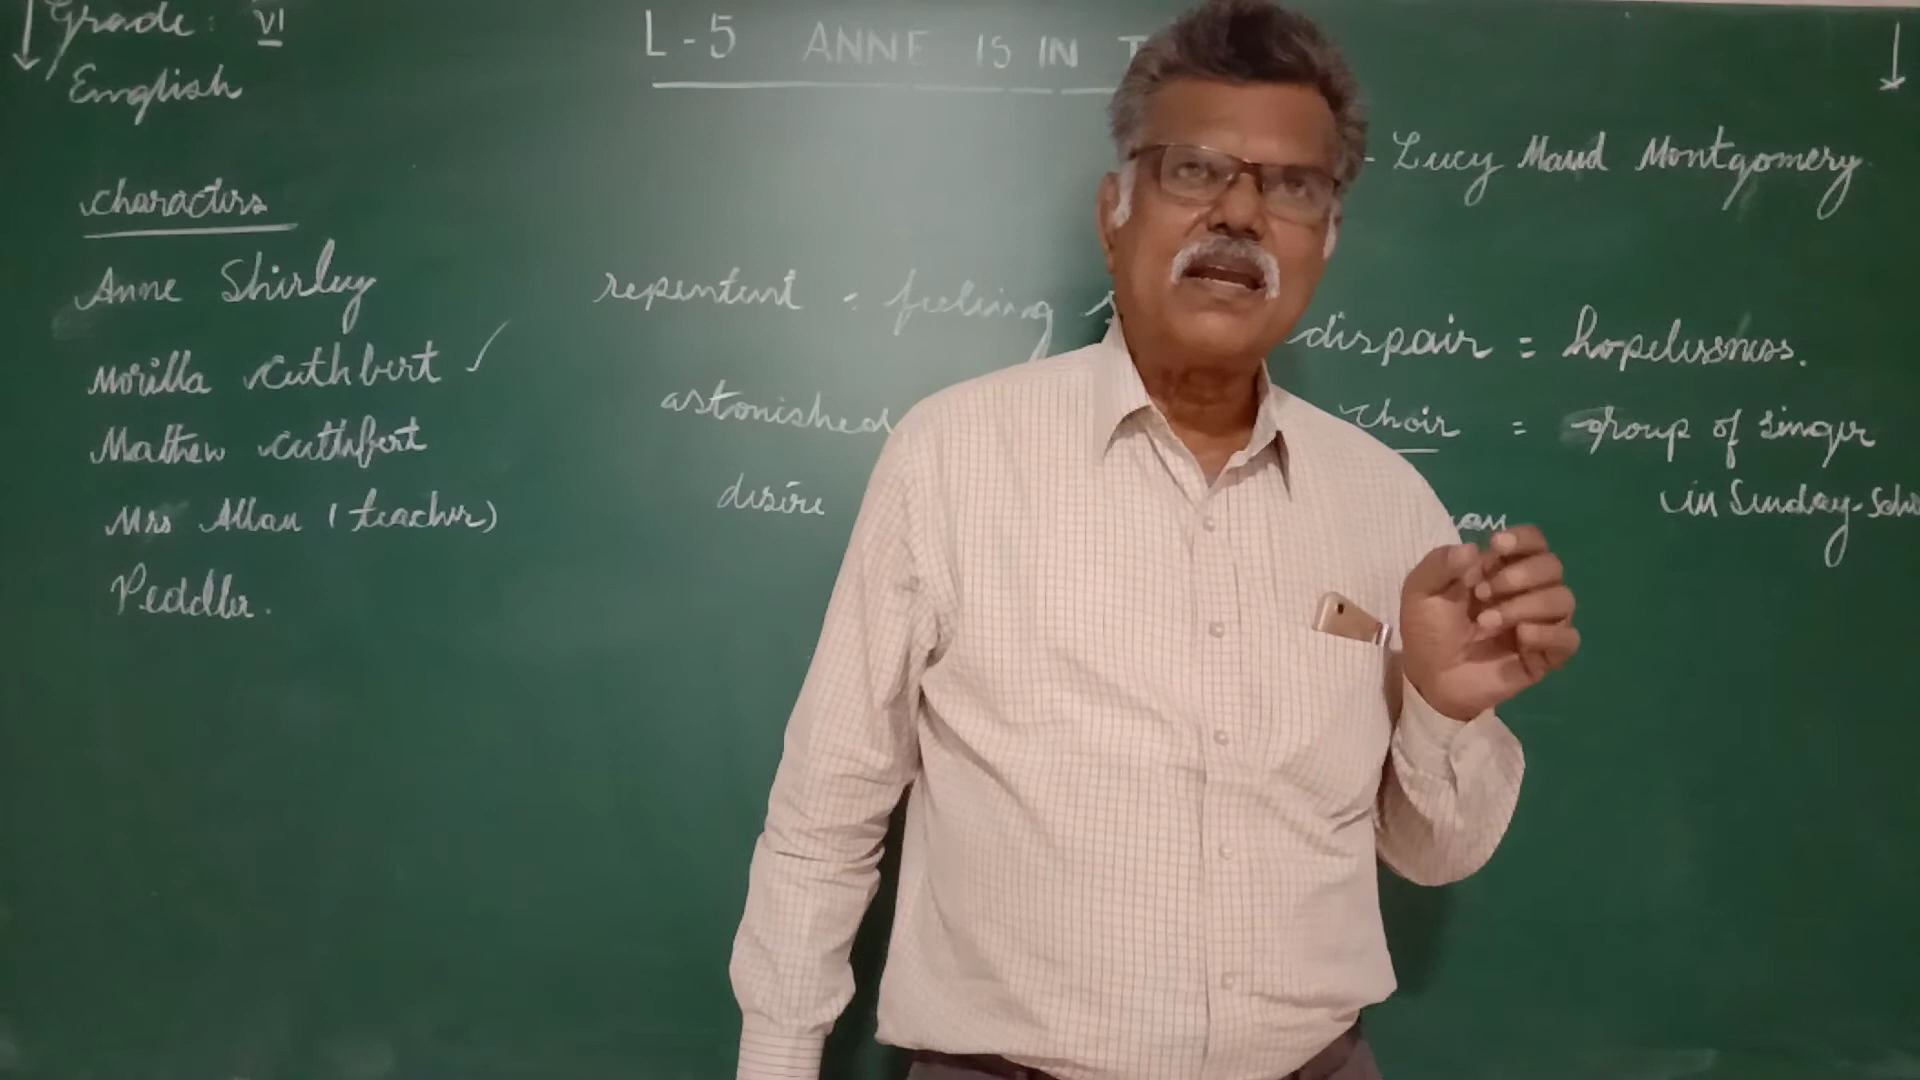 Grade : VI
English
L-5 ANNE IS IN T
- Lucy Maud Montgomery
characters
Anne Shirley
Morilla cuthbert ✓
Mathew cuthbert
Mrs Allan (teacher)
Peddler.
repentent = feeling s
astonished
desire
dispair = hopelessness.
choir = group of singer
in Sunday-Scho